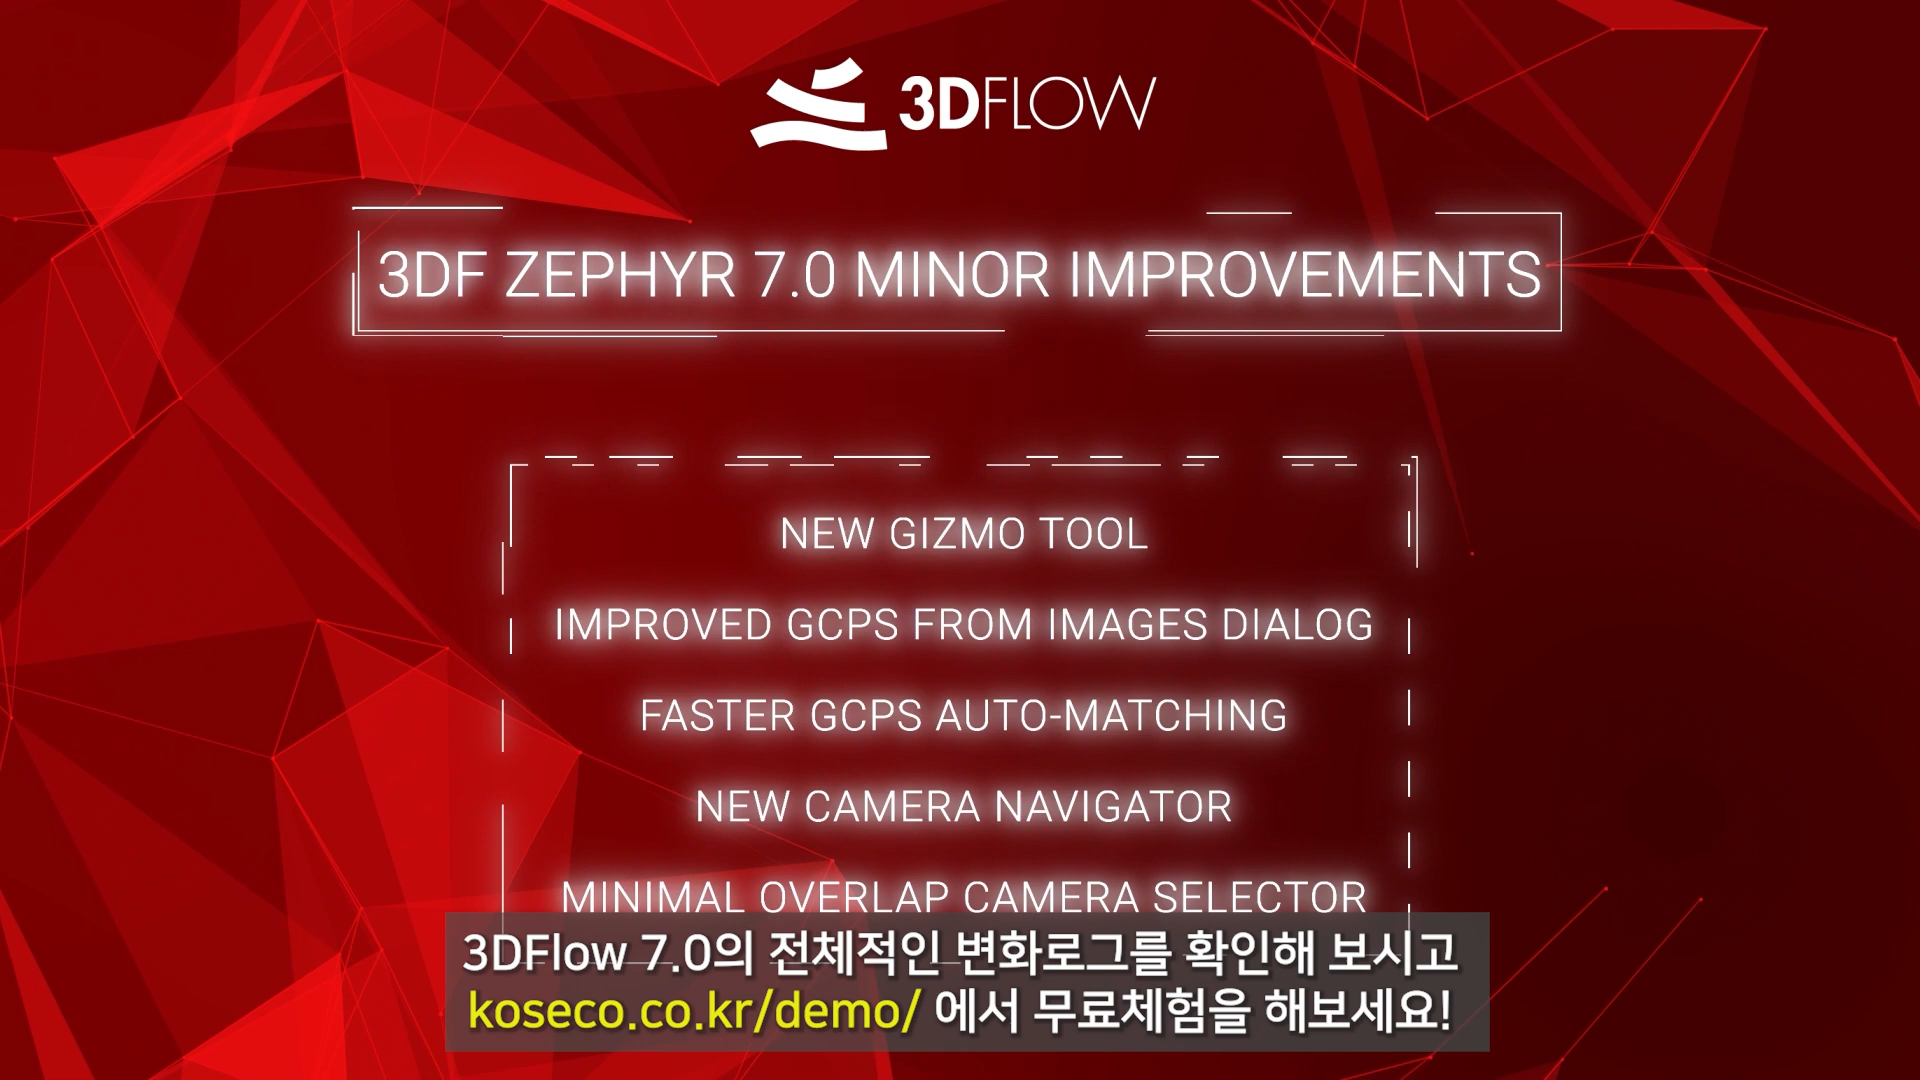 3DFLOW
3DF ZEPHYR 7.0 MINOR IMPROVEMENTS
NEW GIZMO TOOL
IMPROVED GCPS FROM IMAGES DIALOG
FASTER GCPS AUTO-MATCHING
NEW CAMERA NAVIGATOR
MINIMAL OVERLAP CAMERA SELECTOR
3DFlow 7.0의 전체적인 변화로그를 확인해 보시고
koseco.co.kr/demo/ 에서 무료체험을 해보세요!